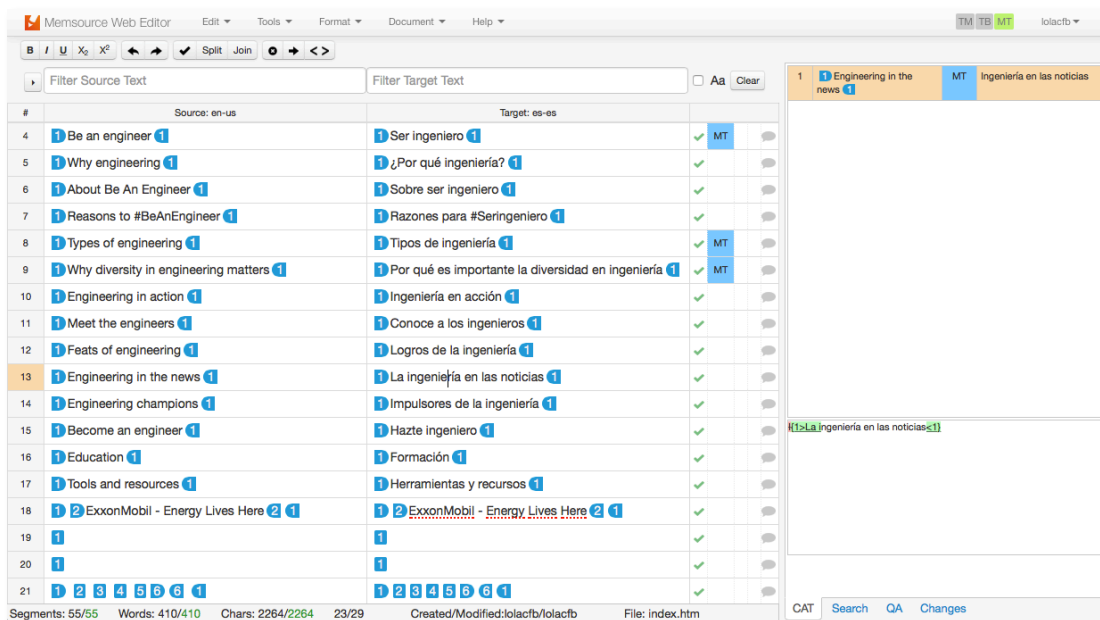 Memsource Web Editor Edit Tools Format Document Help TM TB MT lolacfb
B I U X₂ X² Split Join < >
Filter Source Text Filter Target Text Aa Clear
# Source: en-us Target: es-es
4 1 Be an engineer 1 1 Ser ingeniero 1 MT
5 1 Why engineering 1 1 ¿Por qué ingeniería? 1
6 1 About Be An Engineer 1 1 Sobre ser ingeniero 1
7 1 Reasons to #BeAnEngineer 1 1 Razones para #Seringeniero 1
8 1 Types of engineering 1 1 Tipos de ingeniería 1 MT
9 1 Why diversity in engineering matters 1 1 Por qué es importante la diversidad en ingeniería 1 MT
10 1 Engineering in action 1 1 Ingeniería en acción 1
11 1 Meet the engineers 1 1 Conoce a los ingenieros 1
12 1 Feats of engineering 1 1 Logros de la ingeniería 1
13 1 Engineering in the news 1 1 La ingeniería en las noticias 1
14 1 Engineering champions 1 1 Impulsores de la ingeniería 1
15 1 Become an engineer 1 1 Hazte ingeniero 1
16 1 Education 1 1 Formación 1
17 1 Tools and resources 1 1 Herramientas y recursos 1
18 1 2 ExxonMobil - Energy Lives Here 2 1 1 2 ExxonMobil - Energy Lives Here 2 1
19 1 1
20 1 1
21 1 2 3 4 5 6 6 1 1 2 3 4 5 6 6 1
Segments: 55/55 Words: 410/410 Chars: 2264/2264 23/29 Created/Modified:lolacfb/lolacfb File: index.htm
1 1 Engineering in the MT Ingeniería en las noticias
news 1
I{1>La ingeniería en las noticias<1}
CAT Search QA Changes